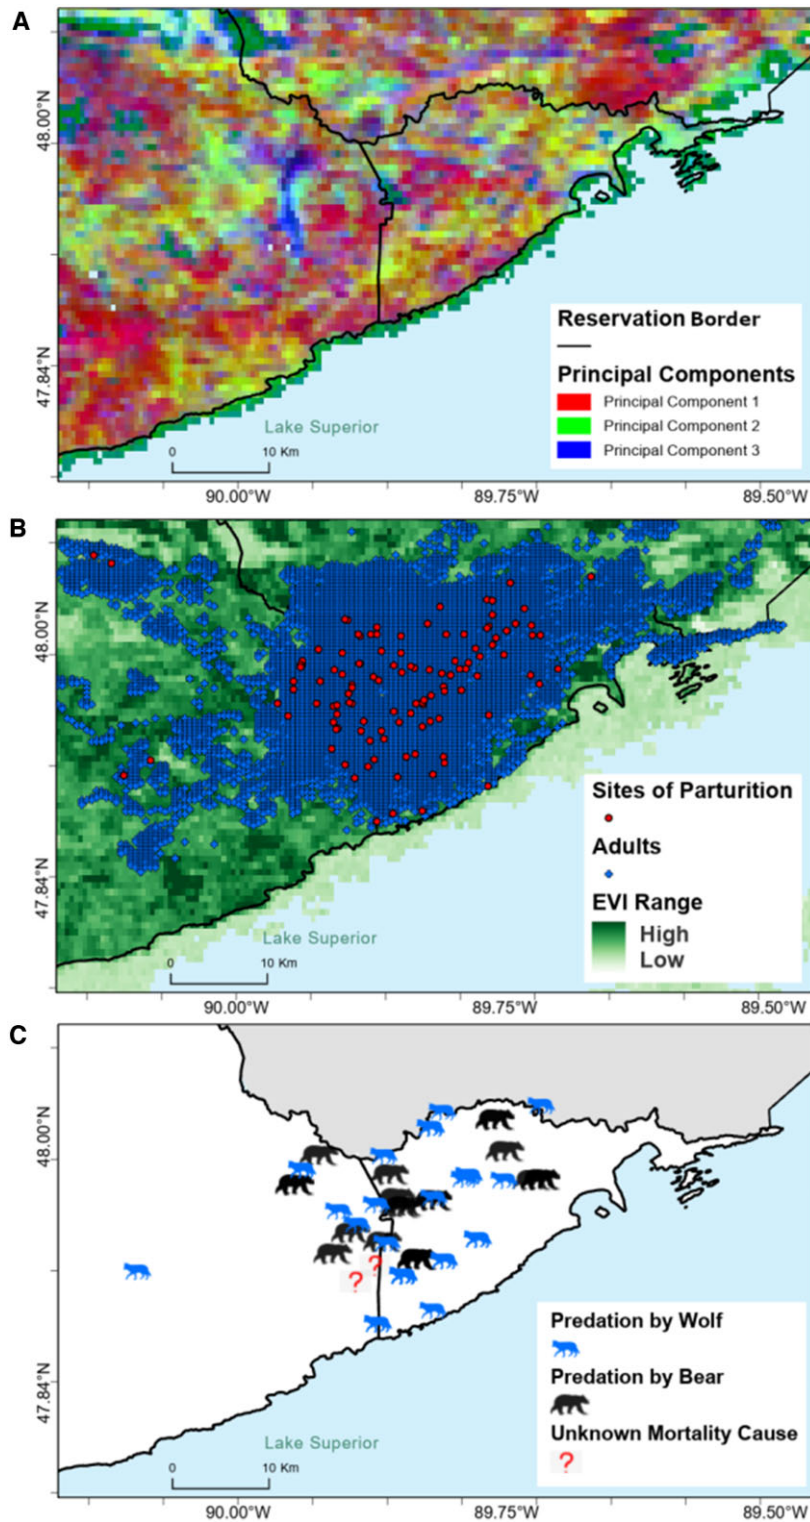 A
48.00°N
47.84°N
Reservation Border
Principal Components
Principal Component 1
Principal Component 2
Principal Component 3
Lake Superior
0 10 Km
90.00°W 89.75°W 89.50°W
B
48.00°N
47.84°N
Sites of Parturition
Adults
EVI Range
High
Low
Lake Superior
0 10 Km
90.00°W 89.75°W 89.50°W
C
48.00°N
47.84°N
? ?
Predation by Wolf
Predation by Bear
Unknown Mortality Cause
?
Lake Superior
0 10 Km
90.00°W 89.75°W 89.50°W